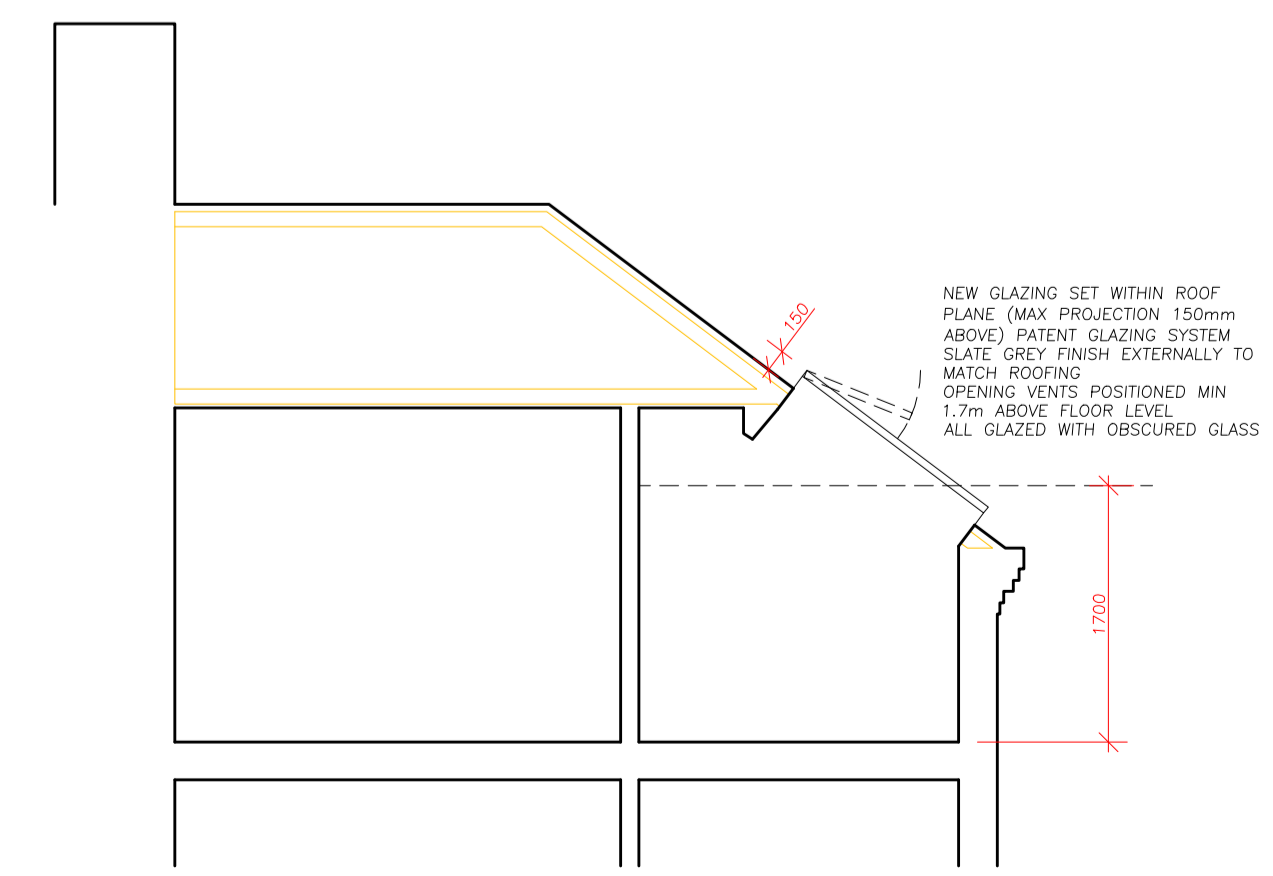 150
NEW GLAZING SET WITHIN ROOF
PLANE (MAX PROJECTION 150mm
ABOVE) PATENT GLAZING SYSTEM
SLATE GREY FINISH EXTERNALLY TO
MATCH ROOFING
OPENING VENTS POSITIONED MIN
1.7m ABOVE FLOOR LEVEL
ALL GLAZED WITH OBSCURED GLASS
1700